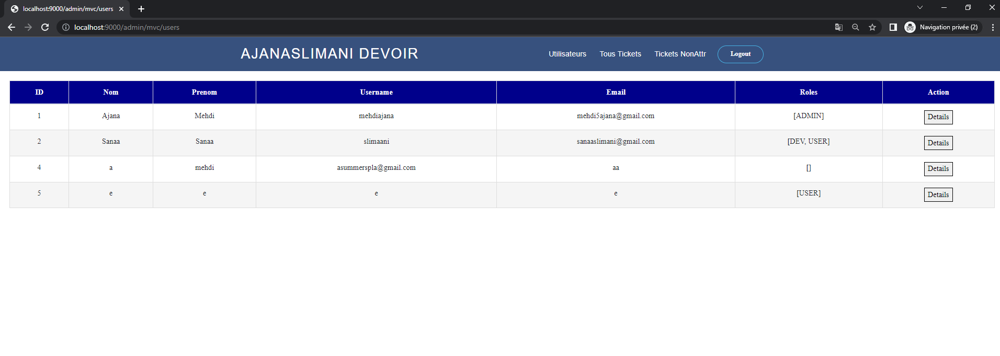 localhost:9000/admin/mvc/users
localhost:9000/admin/mvc/users
Navigation privée (2)
AJANASLIMANI DEVOIR Utilisateurs Tous Tickets Tickets NonAttr Logout
ID Nom Prenom Username Email Roles Action
1 Ajana Mehdi mehdiajana mehdi5ajana@gmail.com [ADMIN] Details
2 Sanaa Sanaa slimaani sanaaslimani@gmail.com [DEV, USER] Details
4 a mehdi asummerspla@gmail.com aa [] Details
5 e e e e [USER] Details